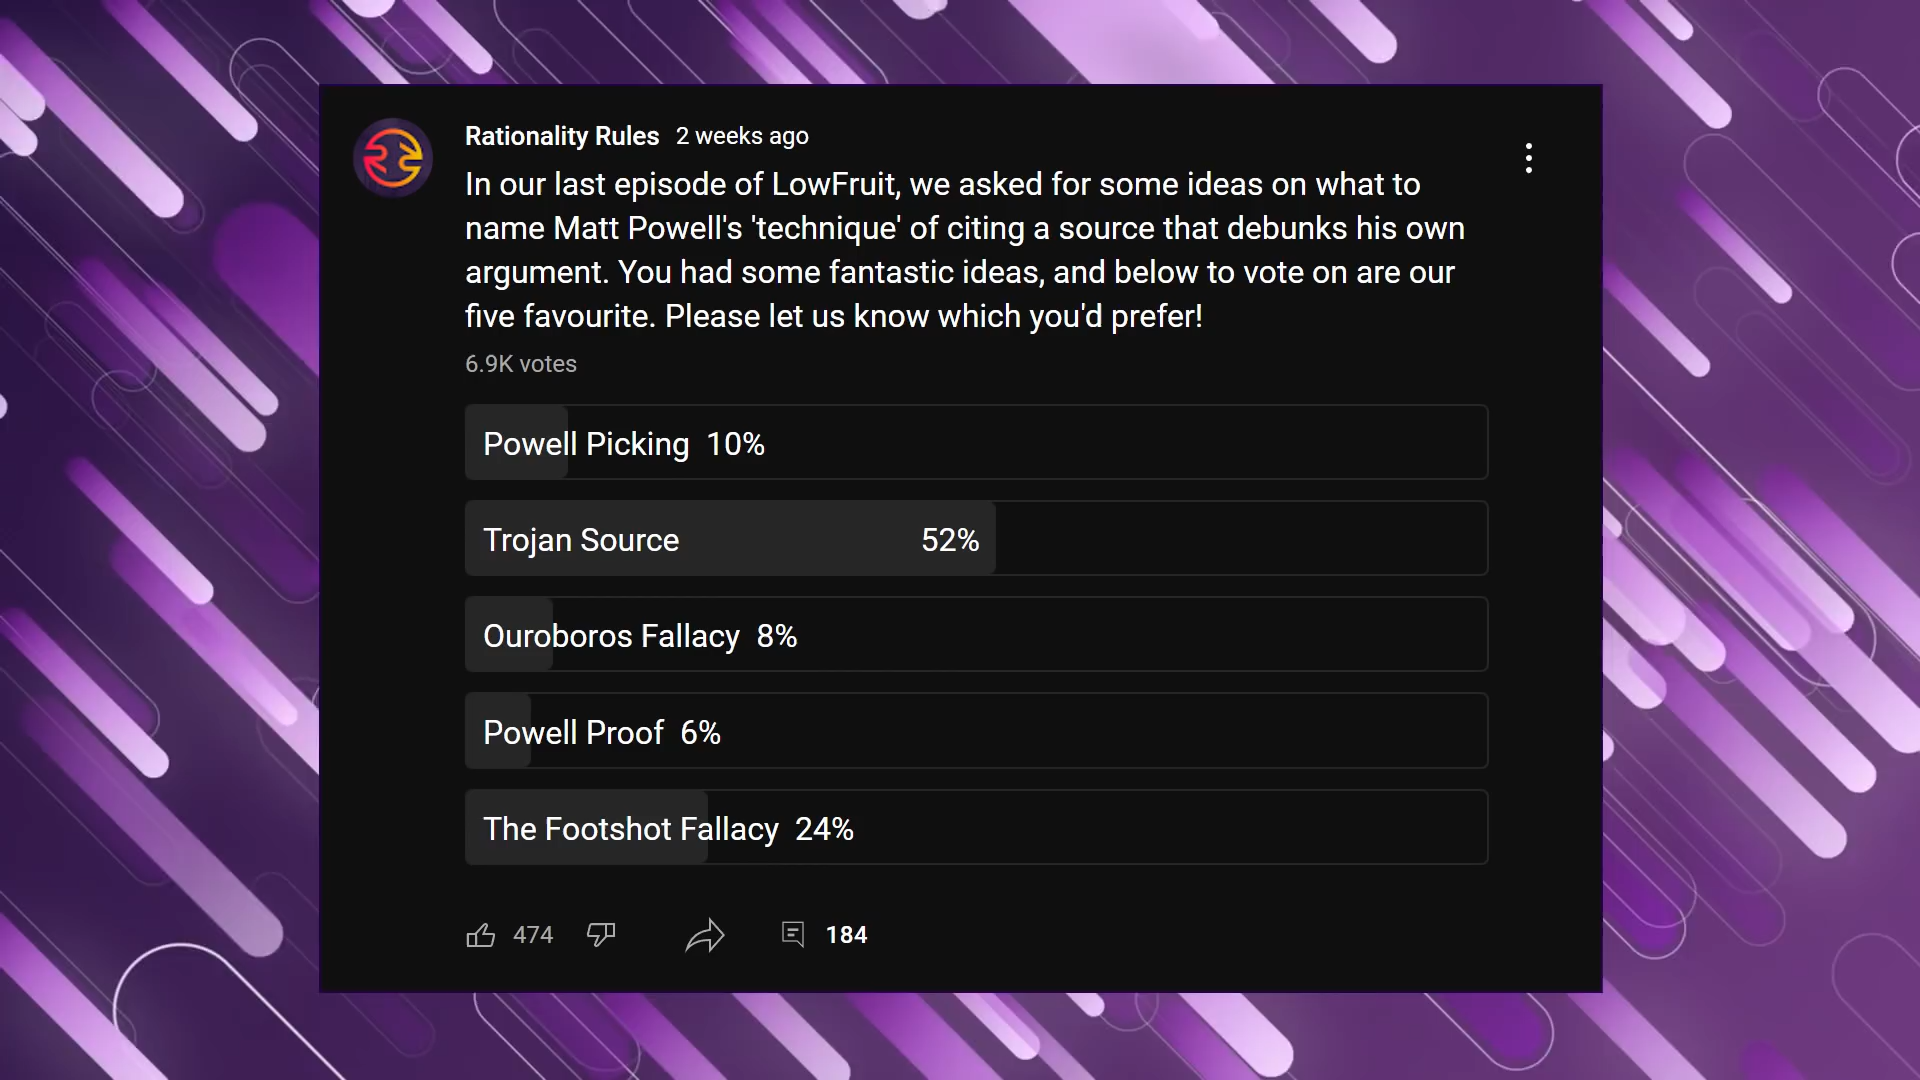 Rationality Rules 2 weeks ago
In our last episode of LowFruit, we asked for some ideas on what to
name Matt Powell's 'technique' of citing a source that debunks his own
argument. You had some fantastic ideas, and below to vote on are our
five favourite. Please let us know which you'd prefer!
6.9K votes
Powell Picking 10%
Trojan Source 52%
Ouroboros Fallacy 8%
Powell Proof 6%
The Footshot Fallacy 24%
474 184